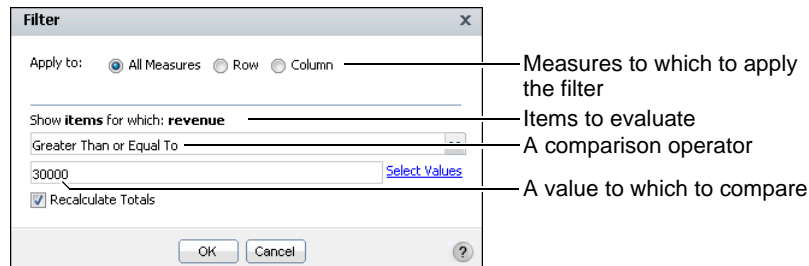 Filter x
Apply to: All Measures Row Column
Measures to which to apply
the filter
Show items for which: revenue
Items to evaluate
Greater Than or Equal To
A comparison operator
30000 Select Values
A value to which to compare
Recalculate Totals
OK Cancel ?